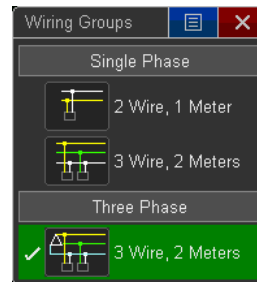 Wiring Groups
Single Phase
2 Wire, 1 Meter
3 Wire, 2 Meters
Three Phase
3 Wire, 2 Meters